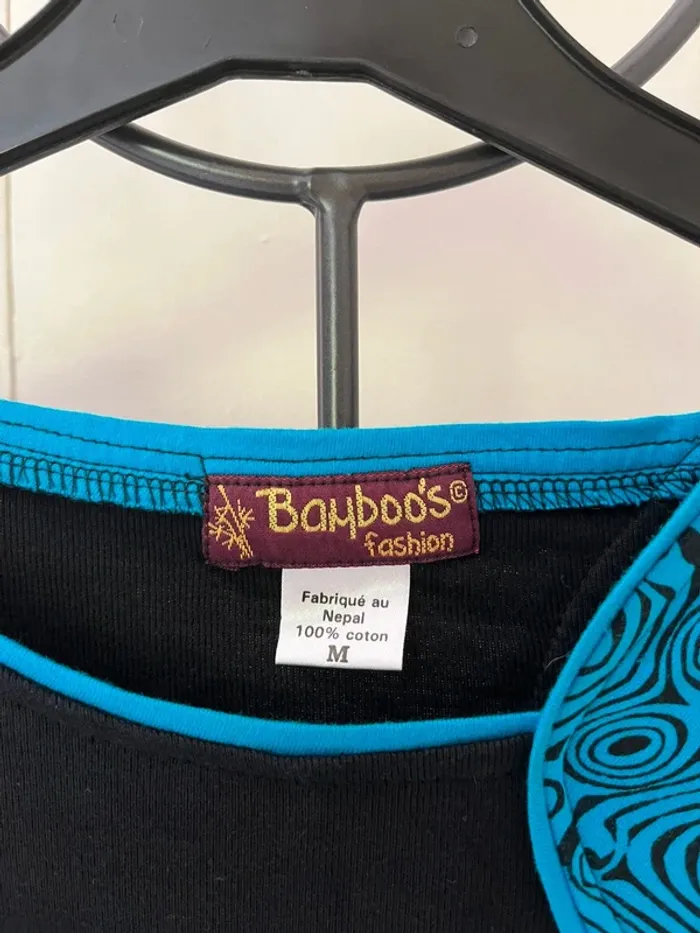 Bamboo's©
fashion
Fabriqué au
Nepal
100% coton
M